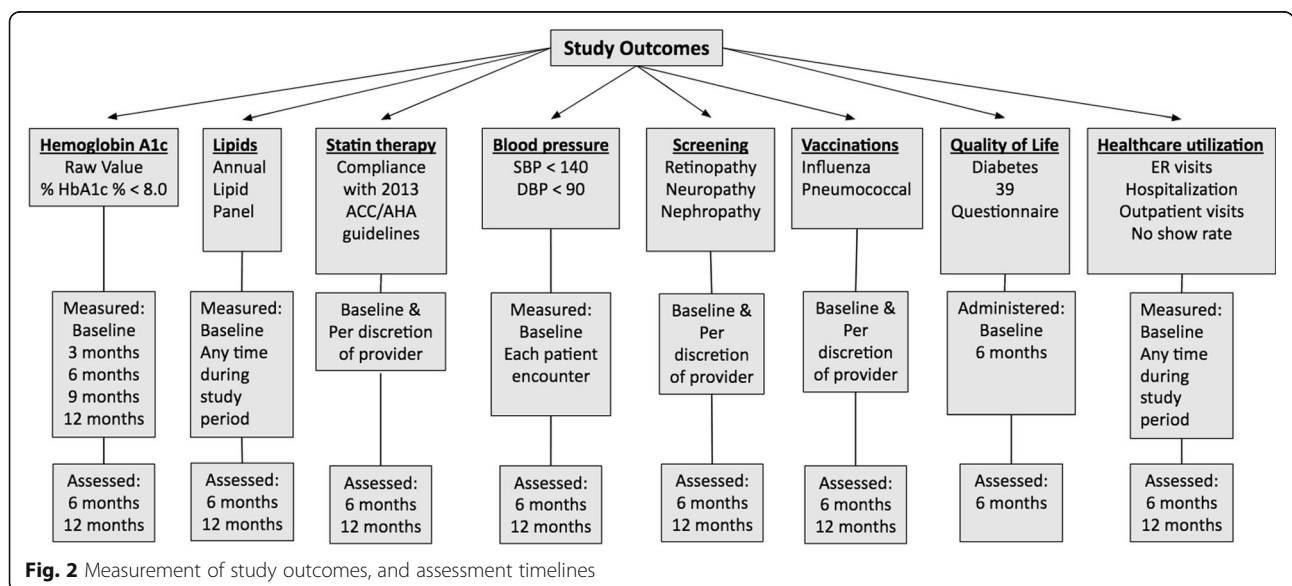 Study Outcomes
Hemoglobin A1c
Raw Value
% HbA1c % < 8.0
Measured:
Baseline
3 months
6 months
9 months
12 months
Assessed:
6 months
12 months
Lipids
Annual
Lipid
Panel
Measured:
Baseline
Any time
during
study
period
Assessed:
6 months
12 months
Statin therapy
Compliance
with 2013
ACC/AHA
guidelines
Baseline &
Per discretion
of provider
Assessed:
6 months
12 months
Blood pressure
SBP < 140
DBP < 90
Measured:
Baseline
Each patient
encounter
Assessed:
6 months
12 months
Screening
Retinopathy
Neuropathy
Nephropathy
Baseline &
Per
discretion
of provider
Assessed:
6 months
12 months
Vaccinations
Influenza
Pneumococcal
Baseline &
Per
discretion
of provider
Assessed:
6 months
12 months
Quality of Life
Diabetes
39
Questionnaire
Administered:
Baseline
6 months
Assessed:
6 months
Healthcare utilization
ER visits
Hospitalization
Outpatient visits
No show rate
Measured:
Baseline
Any time
during
study
period
Assessed:
6 months
12 months
Fig. 2 Measurement of study outcomes, and assessment timelines